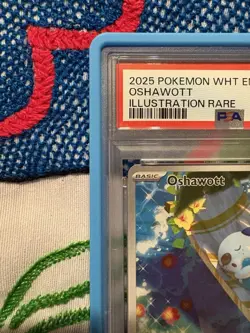 2025 POKEMON WHT EN
OSHAWOTT
ILLUSTRATION RARE
PSA
BASIC Oshawott